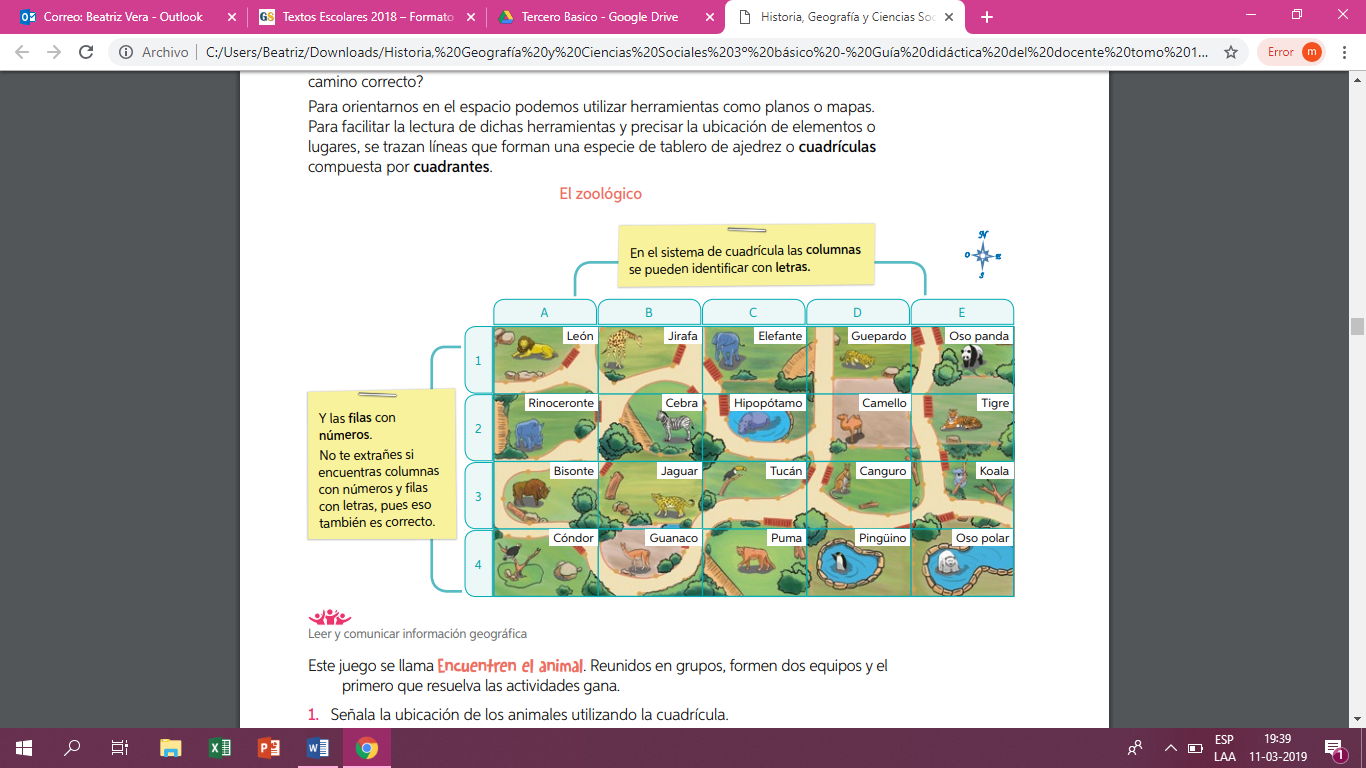 Correo: Beatriz Vera - Outlook
Textos Escolares 2018 – Formato
Tercero Basico - Google Drive
Historia, Geografía y Ciencias Soc
Archivo
C:/Users/Beatriz/Downloads/Historia,%20Geografía%20y%20Ciencias%20Sociales%203°%20básico%20-%20Guía%20didáctica%20del%20docente%20tomo%201...
Error
m
camino correcto?
Para orientarnos en el espacio podemos utilizar herramientas como planos o mapas.
Para facilitar la lectura de dichas herramientas y precisar la ubicación de elementos o
lugares, se trazan líneas que forman una especie de tablero de ajedrez o cuadrículas
compuesta por cuadrantes.
El zoológico
En el sistema de cuadrícula las columnas
se pueden identificar con letras.
N
O E
S
A B C D E
1
León Jirafa Elefante Guepardo Oso panda
2
Rinoceronte Cebra Hipopótamo Camello Tigre
3
Bisonte Jaguar Tucán Canguro Koala
4
Cóndor Guanaco Puma Pingüino Oso polar
Y las filas con
números.
No te extrañes si
encuentras columnas
con números y filas
con letras, pues eso
también es correcto.
Leer y comunicar información geográfica
Este juego se llama Encuentren el animal. Reunidos en grupos, formen dos equipos y el
primero que resuelva las actividades gana.
1. Señala la ubicación de los animales utilizando la cuadrícula.
ESP
LAA
19:39
11-03-2019
1